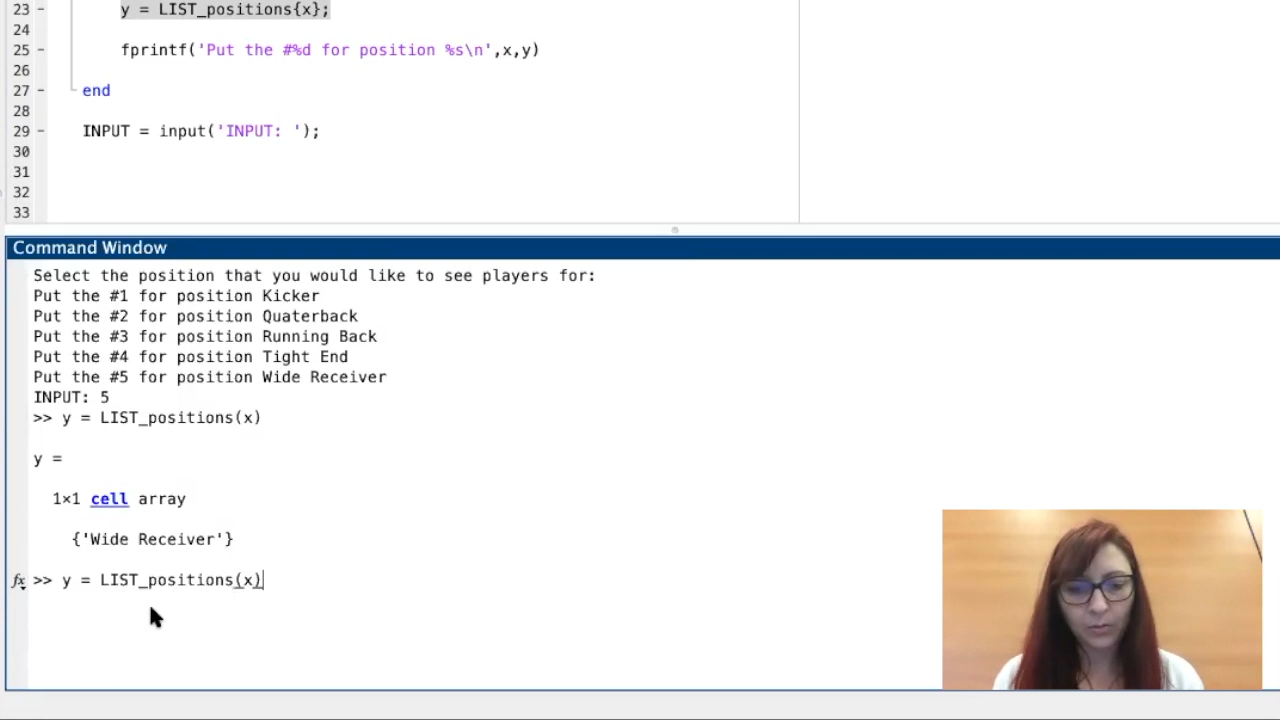 23 - y = LIST_positions{x};
24
25 - fprintf('Put the #%d for position %s\n',x,y)
26
27 - end
28
29 - INPUT = input('INPUT: ');
30
31
32
33
Command Window
Select the position that you would like to see players for:
Put the #1 for position Kicker
Put the #2 for position Quaterback
Put the #3 for position Running Back
Put the #4 for position Tight End
Put the #5 for position Wide Receiver
INPUT: 5
>> y = LIST_positions(x)
y =
1×1 cell array
{'Wide Receiver'}
fx >> y = LIST_positions(x)